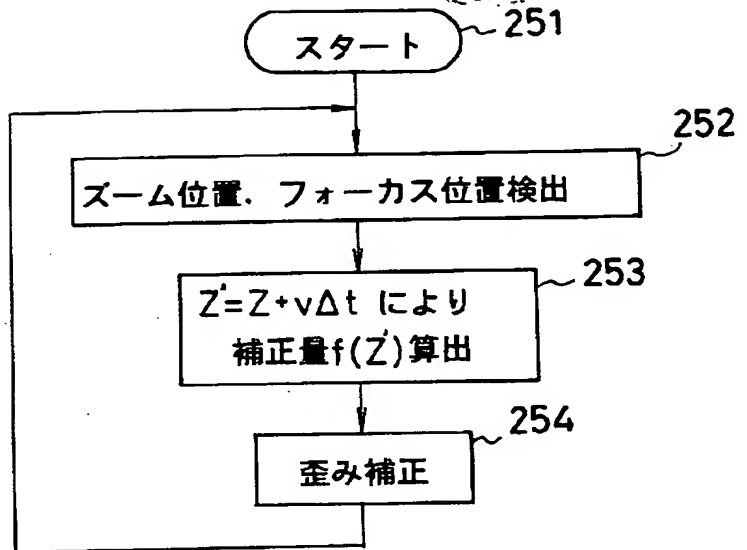 スタート
251
252
ズーム位置．フォーカス位置検出
253
Z'=Z+vΔt により
補正量f(Z')算出
254
歪み補正